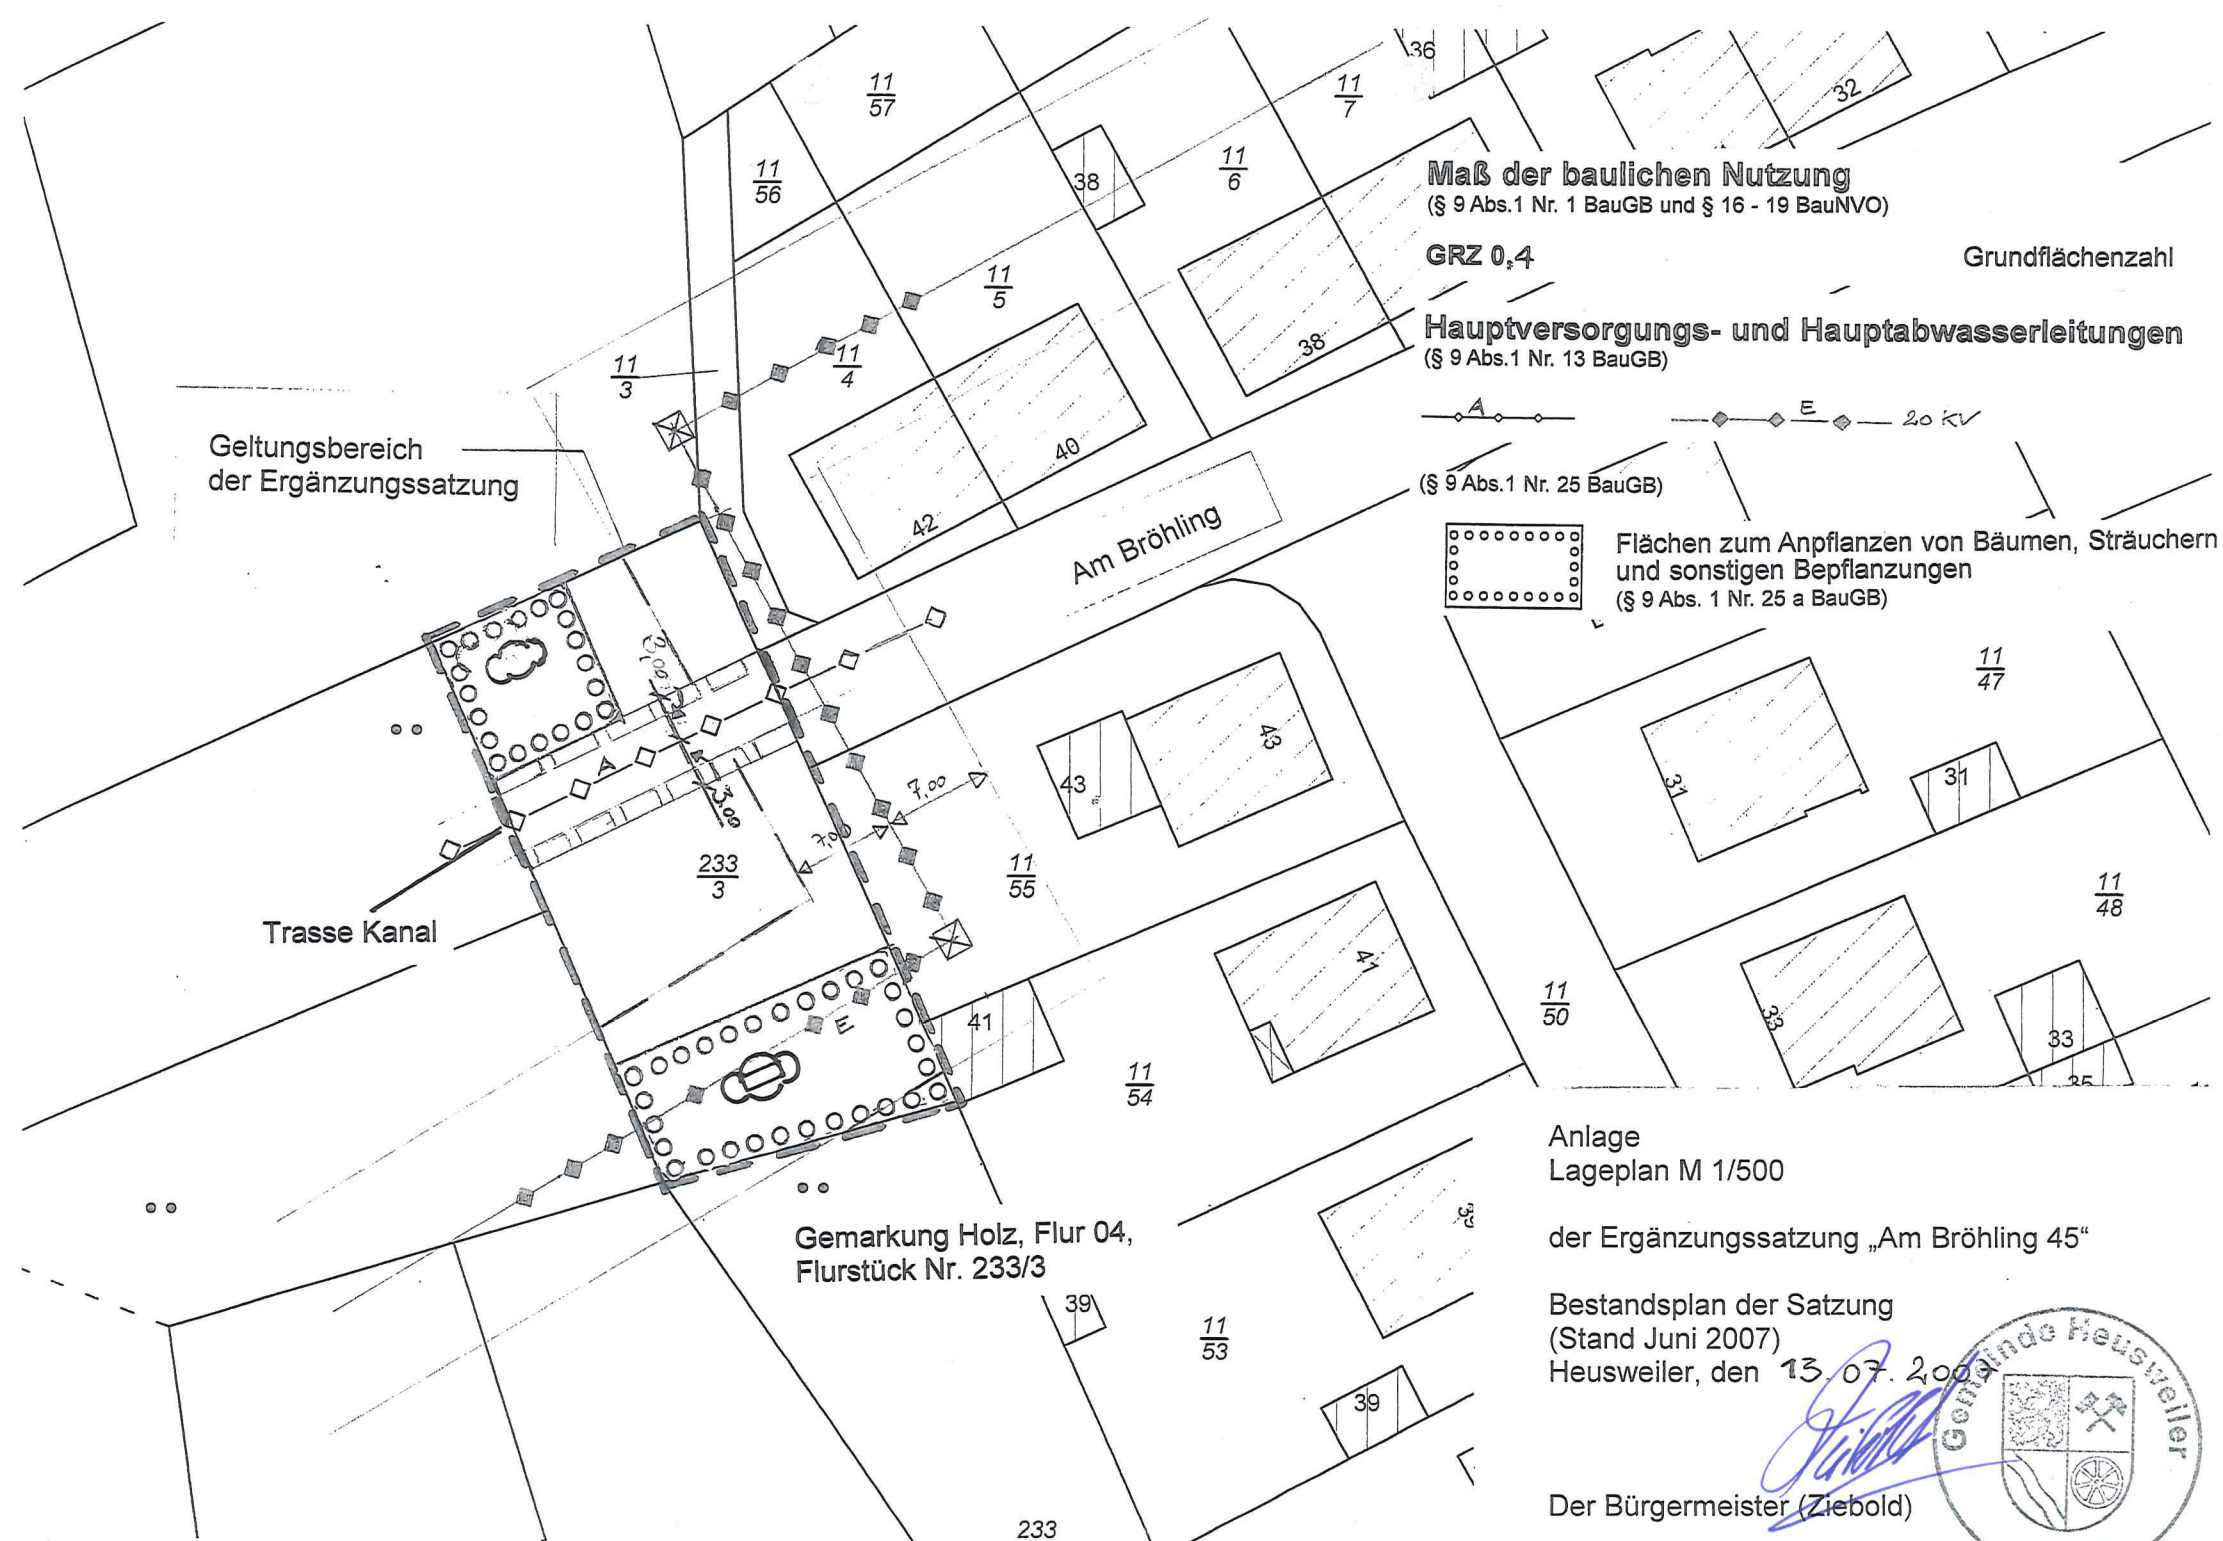 36
32
11
57
11
7
11
56
38
11
6
Maß der baulichen Nutzung
(§ 9 Abs.1 Nr. 1 BauGB und § 16 - 19 BauNVO)
GRZ 0,4
Grundflächenzahl
11
5
Hauptversorgungs- und Hauptabwasserleitungen
(§ 9 Abs.1 Nr. 13 BauGB)
11
3
11
4
38
A
E
20 KV
Geltungsbereich
der Ergänzungssatzung
40
42
(§ 9 Abs.1 Nr. 25 BauGB)
Am Bröhling
Flächen zum Anpflanzen von Bäumen, Sträuchern
und sonstigen Bepflanzungen
(§ 9 Abs. 1 Nr. 25 a BauGB)
3,00
11
47
43
43
31
31
A
7,00
3,00
7,00
233
3
11
55
11
48
Trasse Kanal
41
41
E
11
50
33
33
35
11
54
Anlage
Lageplan M 1/500
der Ergänzungssatzung „Am Bröhling 45“
Gemarkung Holz, Flur 04,
Flurstück Nr. 233/3
39
39
11
53
39
Bestandsplan der Satzung
(Stand Juni 2007)
Heusweiler, den 13.07.200
Gemeinde Heusweiler
Der Bürgermeister (Ziebold)
233